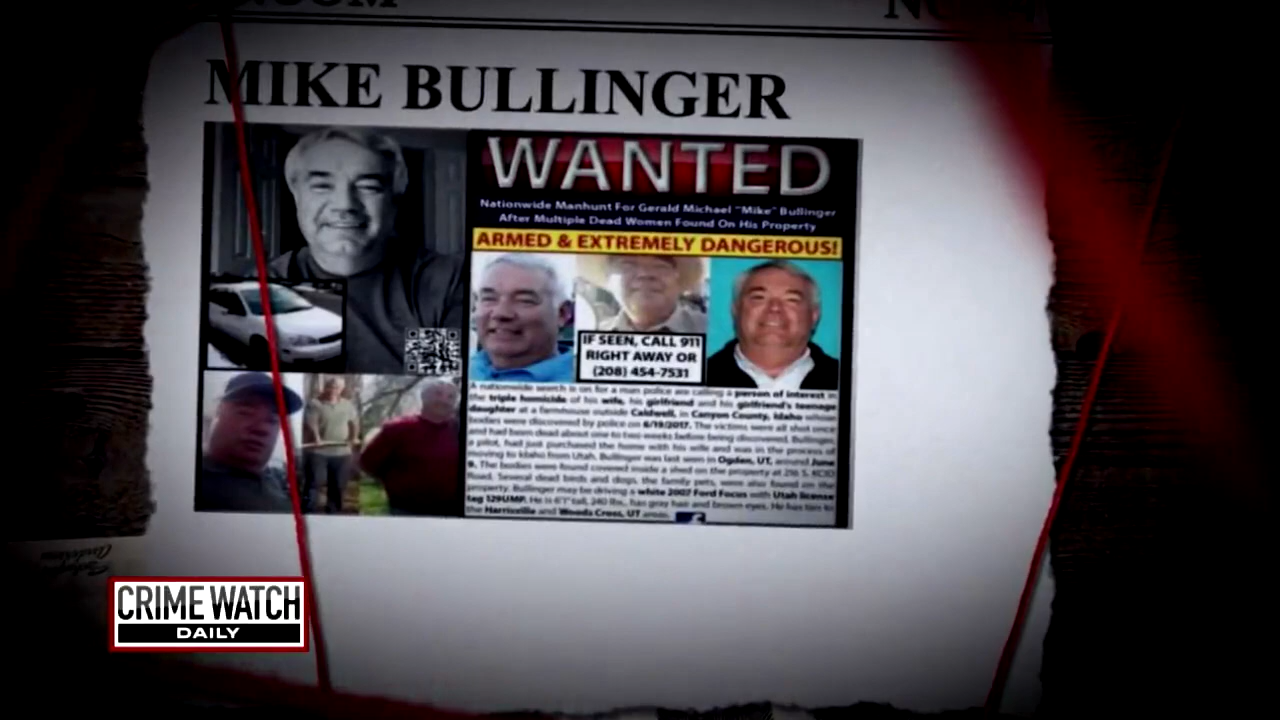 MIKE BULLINGER
WANTED
Nationwide Manhunt For Gerald Michael "Mike" Bullinger
After Multiple Dead Women Found On His Property
ARMED & EXTREMELY DANGEROUS!
IF SEEN, CALL 911
RIGHT AWAY OR
(208) 454-7531
A nationwide search is on for a man police are calling a person of interest in
the triple homicide of his wife, his girlfriend and his girlfriend's teenage
daughter at a farmhouse outside Caldwell, in Canyon County, Idaho whose
bodies were discovered by police on 6/19/2017. The victims were all shot once
and had been dead about one to two weeks before being discovered. Bullinger,
a pilot, had just purchased the home with his wife and was in the process of
moving to Idaho from Utah. Bullinger was last seen in Ogden, UT, around June
The bodies were found covered inside a shed on the property at
Road. Several dead birds and dogs, the family pets, were also found on the
property. Bullinger may be driving a white 2007 Ford Focus with Utah license
tag 129UMP. He is 6'1" tall, 240 lbs., has gray hair and brown eyes. He has ties to
the Harrisville and Woods Cross, UT areas.
CRIME WATCH
DAILY